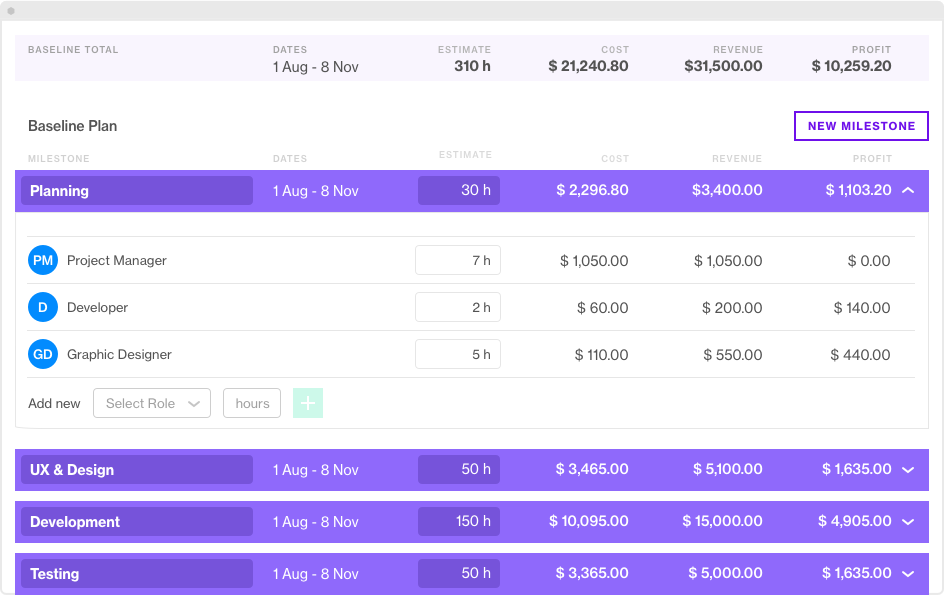 BASELINE TOTAL DATES ESTIMATE COST REVENUE PROFIT
1 Aug - 8 Nov 310 h $ 21,240.80 $31,500.00 $ 10,259.20
Baseline Plan NEW MILESTONE
MILESTONE DATES ESTIMATE COST REVENUE PROFIT
Planning 1 Aug - 8 Nov 30 h $ 2,296.80 $3,400.00 $ 1,103.20
PM Project Manager 7 h $ 1,050.00 $ 1,050.00 $ 0.00
D Developer 2 h $ 60.00 $ 200.00 $ 140.00
GD Graphic Designer 5 h $ 110.00 $ 550.00 $ 440.00
Add new Select Role hours +
UX & Design 1 Aug - 8 Nov 50 h $ 3,465.00 $ 5,100.00 $ 1,635.00
Development 1 Aug - 8 Nov 150 h $ 10,095.00 $ 15,000.00 $ 4,905.00
Testing 1 Aug - 8 Nov 50 h $ 3,365.00 $ 5,000.00 $ 1,635.00